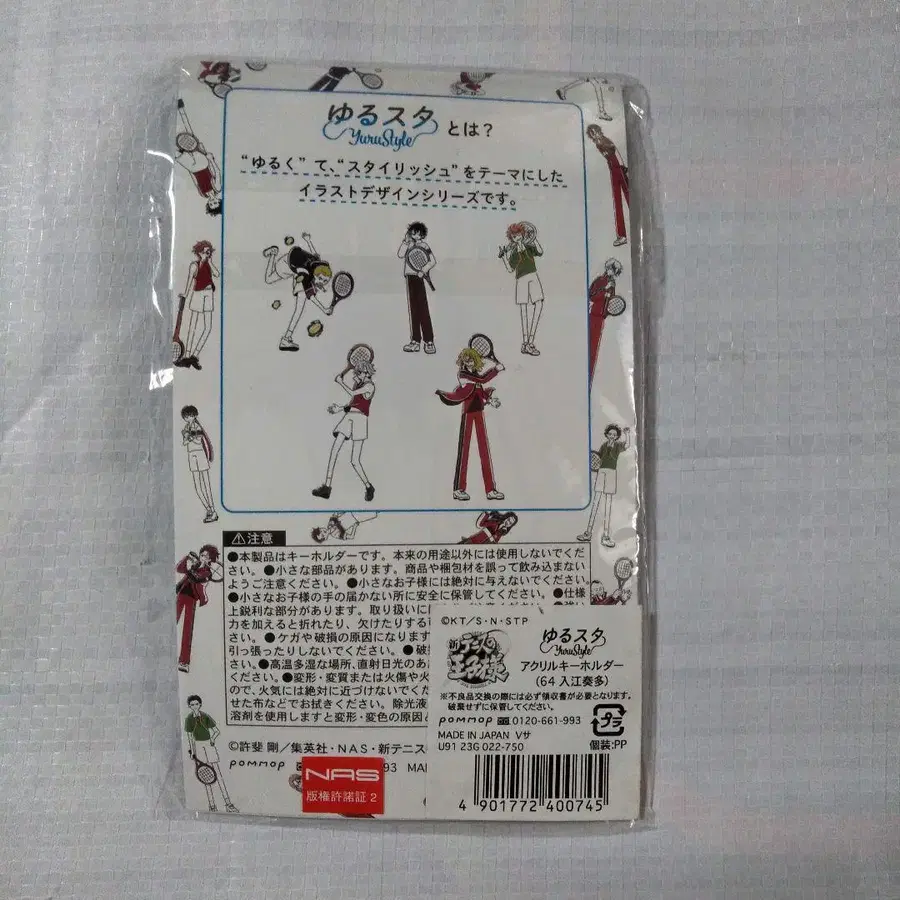 ゆるスタ
YuruStyle
とは？
“ゆるく”て、“スタイリッシュ”をテーマにした
イラストデザインシリーズです。
⚠注意
●本製品はキーホルダーです。本来の用途以外には使用しないでくだ
さい。●小さな部品があります。商品や梱包材を誤って飲み込まない
ようご注意ください。●小さなお子様には絶対に与えないでください。
●小さなお子様の手の届かない所に安全に保管してください。●仕様
上鋭利な部分があります。取り扱いには
力を加えると折れたり、欠けたりする
●ケガや破損の原因になります
引っ張ったりしないでください。●破損
さい。●高温多湿な場所、直射日光のあ
ください。●変形・変質または火傷や火
ので、火気には絶対に近づけないでくだ
せた布などでお拭きください。除光液
溶剤を使用しますと変形・変色の原因と
©許斐 剛／集英社・NAS・新テニス
pommop
93 MA
NAS
版権許諾証2
©KT/S・N・STP
新テニスの王子様
ゆるスタ
YuruStyle
アクリルキーホルダー
(64 入江奏多)
※不良品交換の際には必ず領収書が必要となります。
破棄せずに保管してください。
pommop 0120-661-993
MADE IN JAPAN Vサ
U91 23G 022-750
プラ
個装:PP
4 901772 400745